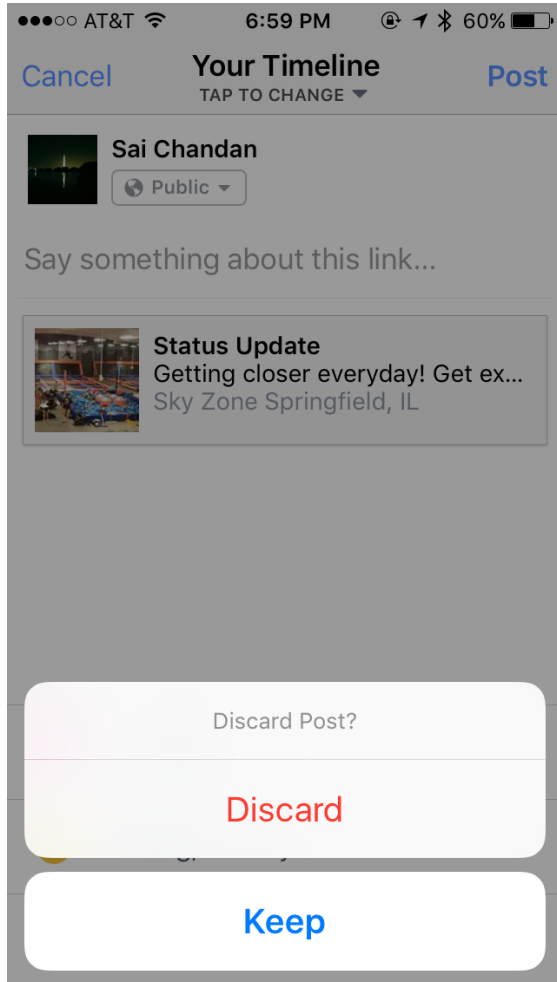 AT&T 6:59 PM 60%
Cancel Your Timeline Post
TAP TO CHANGE
Sai Chandan
Public
Say something about this link...
Status Update
Getting closer everyday! Get ex...
Sky Zone Springfield, IL
Discard Post?
Discard
Keep